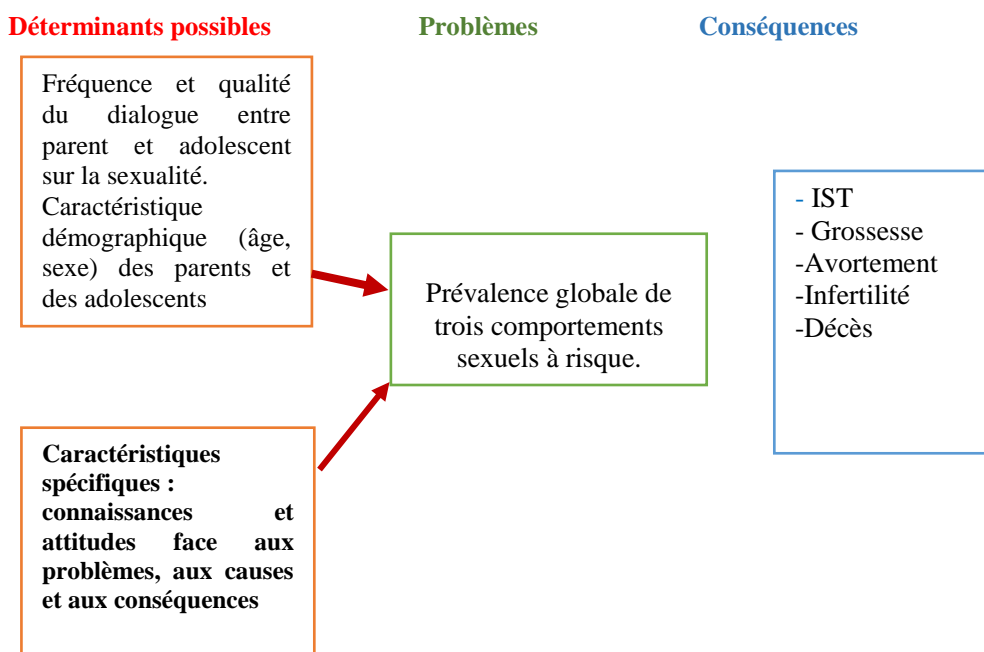 Déterminants possibles Problèmes Conséquences
Fréquence et qualité
du dialogue entre
parent et adolescent
sur la sexualité.
Caractéristique
démographique (âge,
sexe) des parents et
des adolescents
Prévalence globale de
trois comportements
sexuels à risque.
- IST
- Grossesse
-Avortement
-Infertilité
-Décès
Caractéristiques
spécifiques :
connaissances et
attitudes face aux
problèmes, aux causes
et aux conséquences